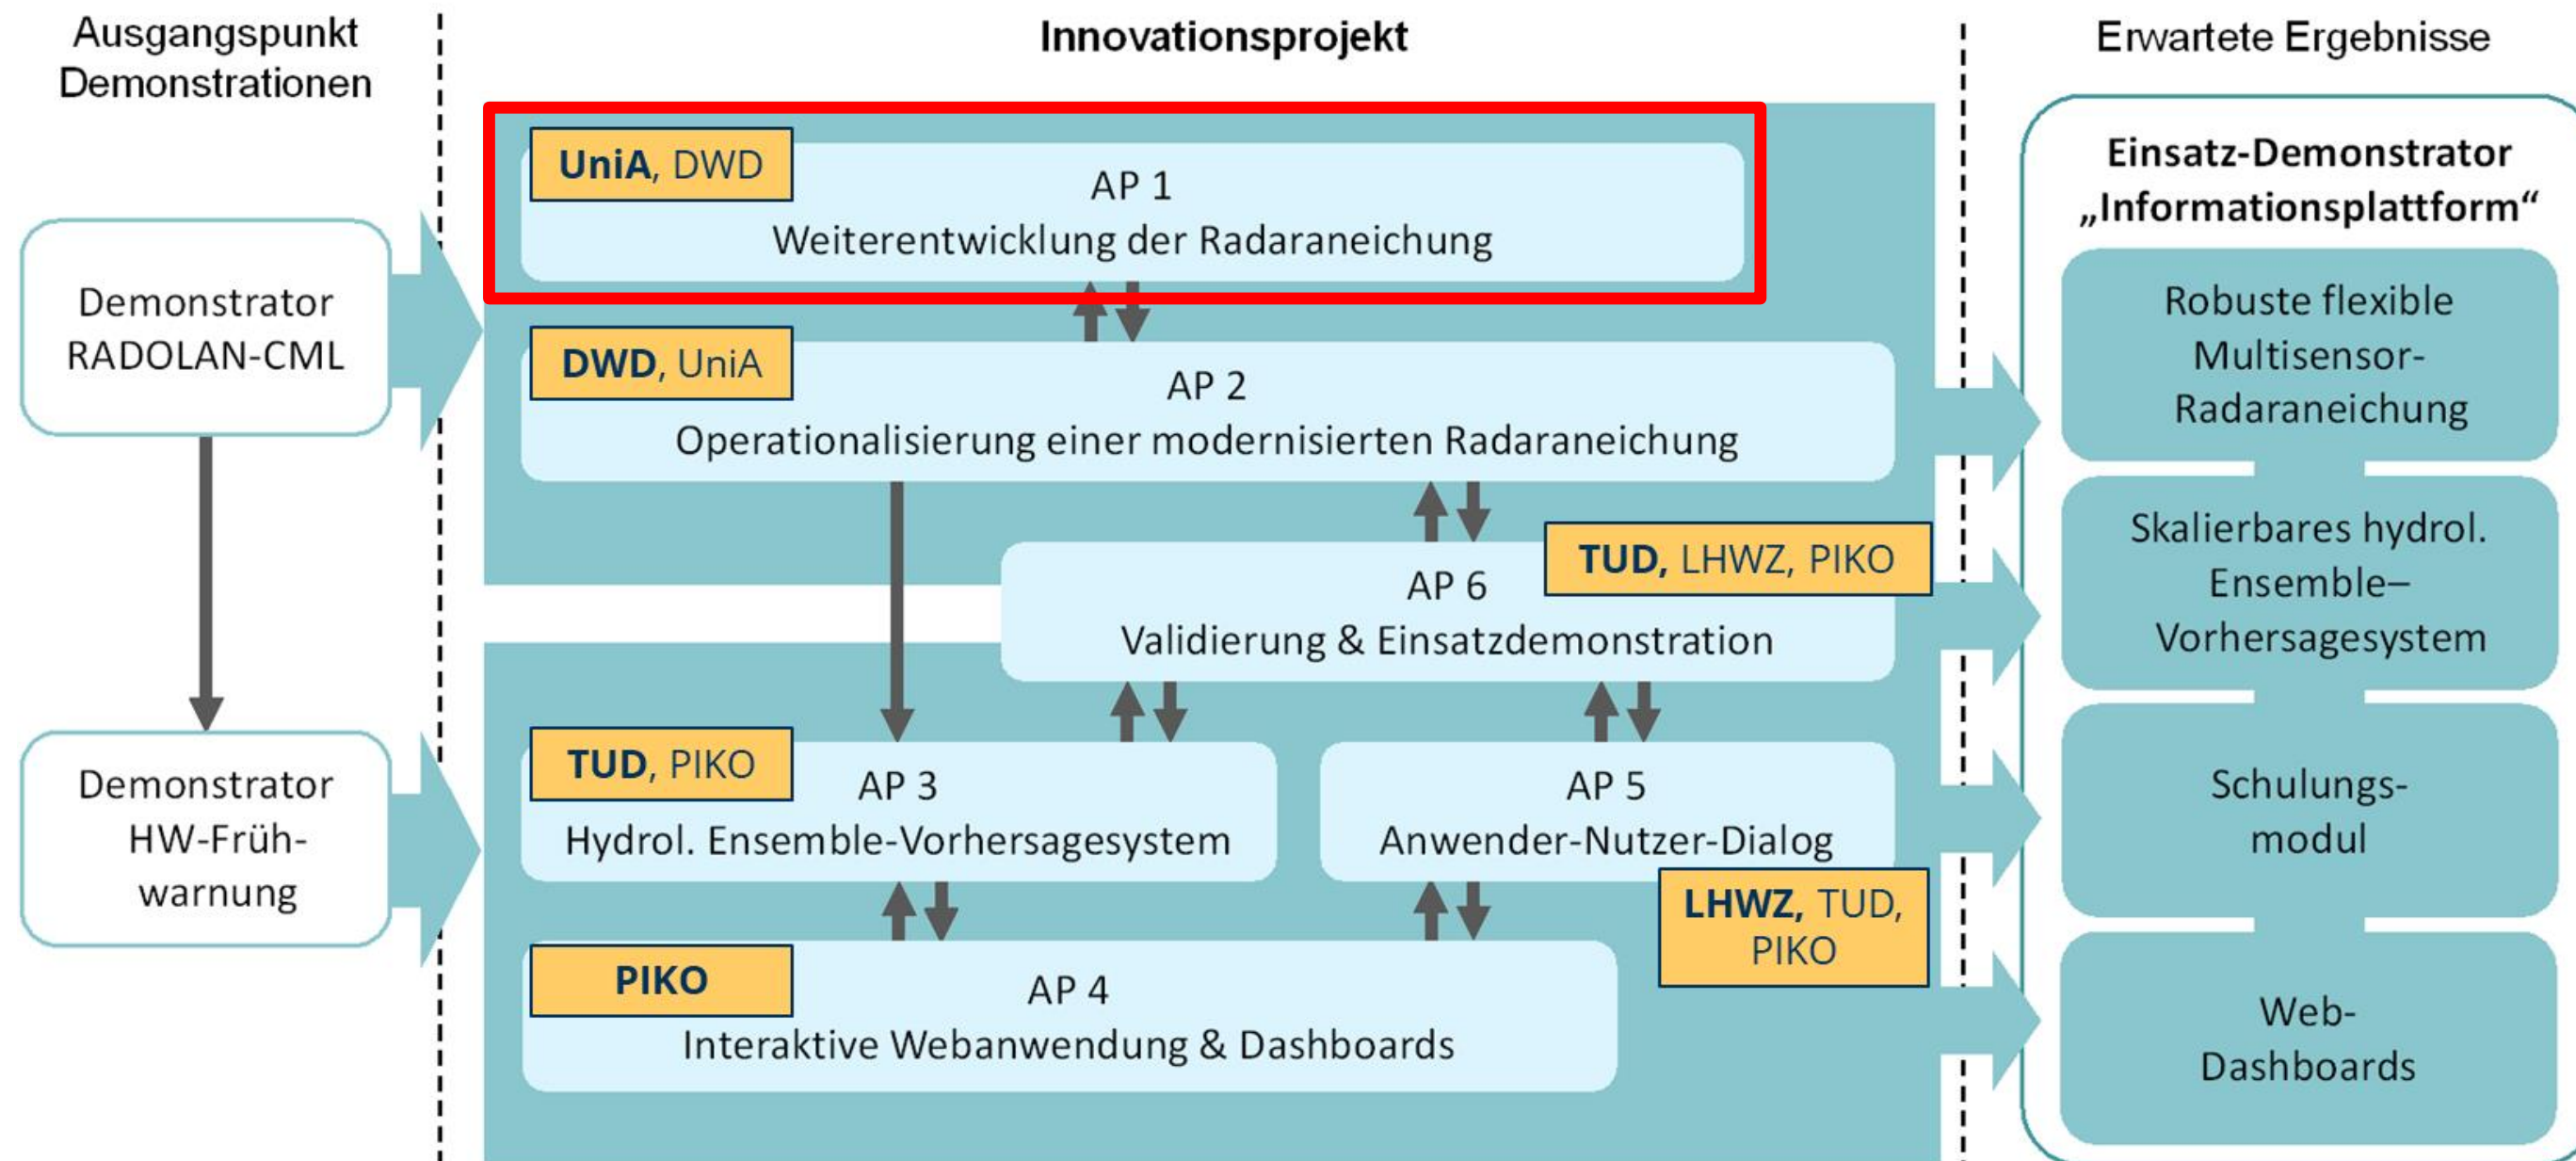 Ausgangspunkt
Demonstrationen
Innovationsprojekt
Erwartete Ergebnisse
Demonstrator
RADOLAN-CML
Demonstrator
HW-Früh-
warnung
UniA, DWD
AP 1
Weiterentwicklung der Radaraneichung
DWD, UniA
AP 2
Operationalisierung einer modernisierten Radaraneichung
TUD, LHWZ, PIKO
AP 6
Validierung & Einsatzdemonstration
TUD, PIKO
AP 3
Hydrol. Ensemble-Vorhersagesystem
AP 5
Anwender-Nutzer-Dialog
LHWZ, TUD,
PIKO
PIKO
AP 4
Interaktive Webanwendung & Dashboards
Einsatz-Demonstrator
„Informationsplattform“
Robuste flexible
Multisensor-
Radaraneichung
Skalierbares hydrol.
Ensemble–
Vorhersagesystem
Schulungs-
modul
Web-
Dashboards